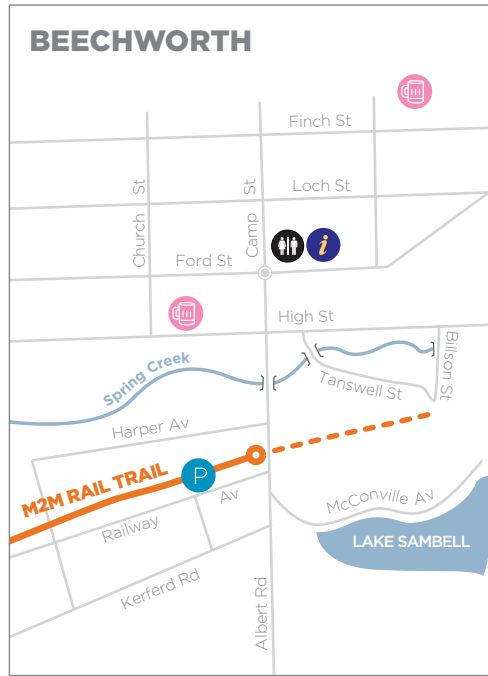 BEECHWORTH
Finch St
Church St
Camp St
Loch St
i
Ford St
High St
Billson St
Spring Creek
Tanswell St
Harper Av
M2M RAIL TRAIL
P
Railway Av
McConville Av
LAKE SAMBELL
Kerferd Rd
Albert Rd